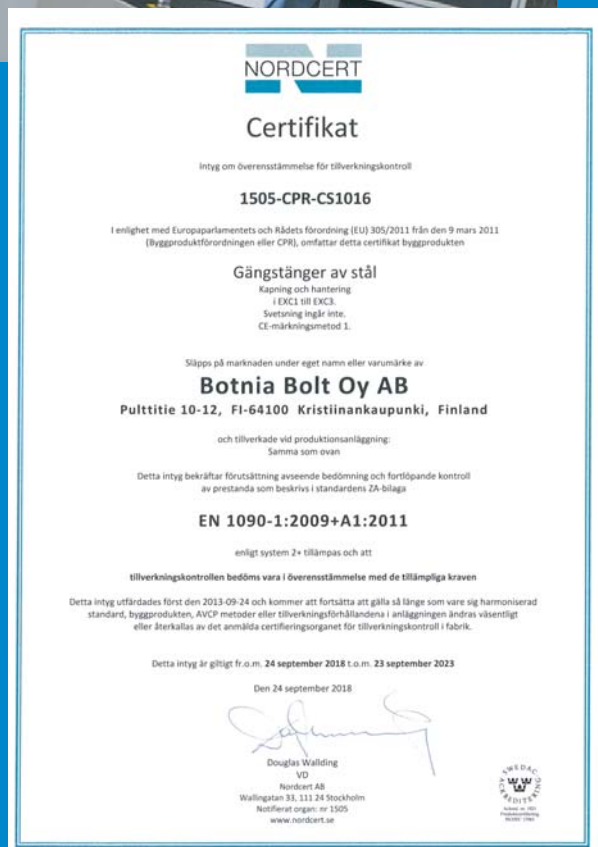 NORDCERT
Certifikat
intyg om överensstämmelse för tillverkningskontroll
1505-CPR-CS1016
I enlighet med Europaparlamentets och Rådets förordning (EU) 305/2011 från den 9 mars 2011
(Byggproduktförordningen eller CPR), omfattar detta certifikat byggprodukten
Gängstänger av stål
Kapning och hantering
i EXC1 till EXC3.
Svetsning ingår inte.
CE-märkningsmetod 1.
Släpps på marknaden under eget namn eller varumärke av
Botnia Bolt Oy AB
Pulttitie 10-12, FI-64100 Kristiinankaupunki, Finland
och tillverkade vid produktionsanläggning:
Samma som ovan
Detta intyg bekräftar förutsättning avseende bedömning och fortlöpande kontroll
av prestanda som beskrivs i standardens ZA-bilaga
EN 1090-1:2009+A1:2011
enligt system 2+ tillämpas och att
tillverkningskontrollen bedöms vara i överensstämmelse med de tillämpliga kraven
Detta intyg utfärdades först den 2013-09-24 och kommer att fortsätta att gälla så länge som vare sig harmoniserad
standard, byggprodukten, AVCP metoder eller tillverkningsförhållandena i anläggningen ändras väsentligt
eller återkallas av det anmälda certifieringsorganet för tillverkningskontroll i fabrik.
Detta intyg är giltigt fr.o.m. 24 september 2018 t.o.m. 23 september 2023
Den 24 september 2018
Douglas Wallding
VD
Nordcert AB
Wallingatan 33, 111 24 Stockholm
Notifierat organ: nr 1505
www.nordcert.se
SWEDAC
ACKREDITERING